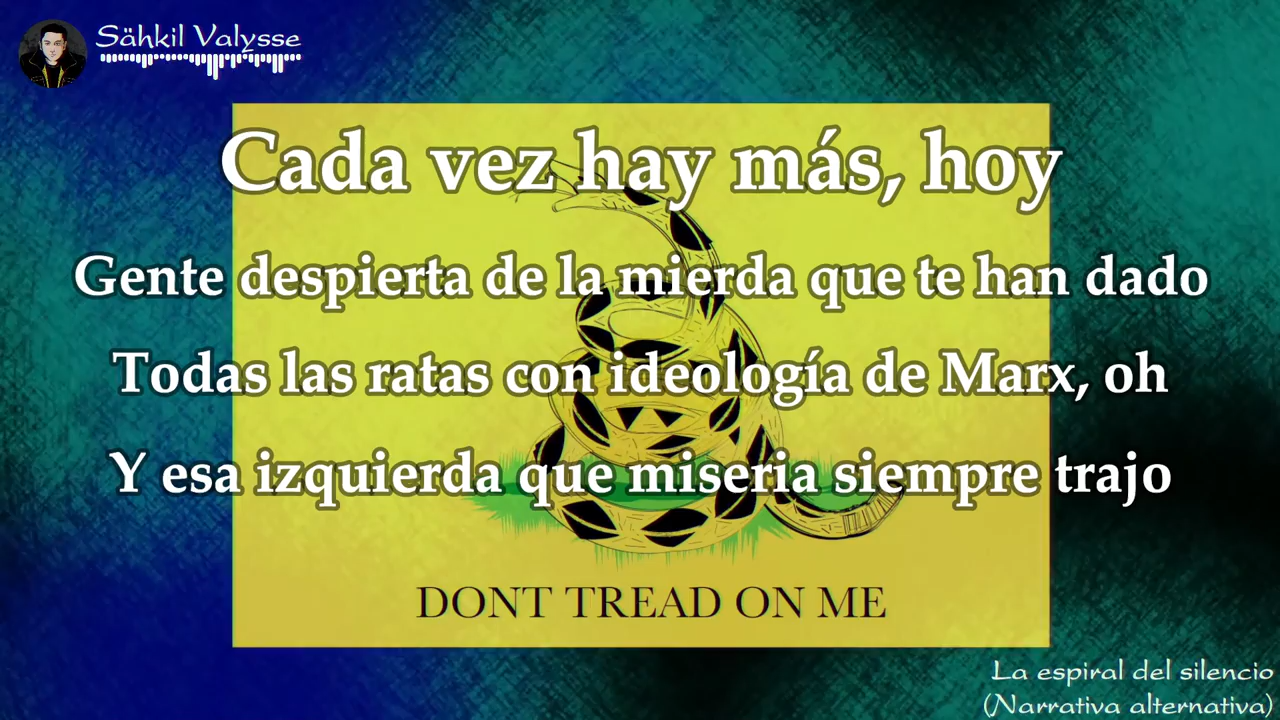 Sähkil Valysse
Cada vez hay más, hoy
Gente despierta de la mierda que te han dado
Todas las ratas con ideología de Marx, oh
Y esa izquierda que miseria siempre trajo
DONT TREAD ON ME
La espiral del silencio
(Narrativa alternativa)